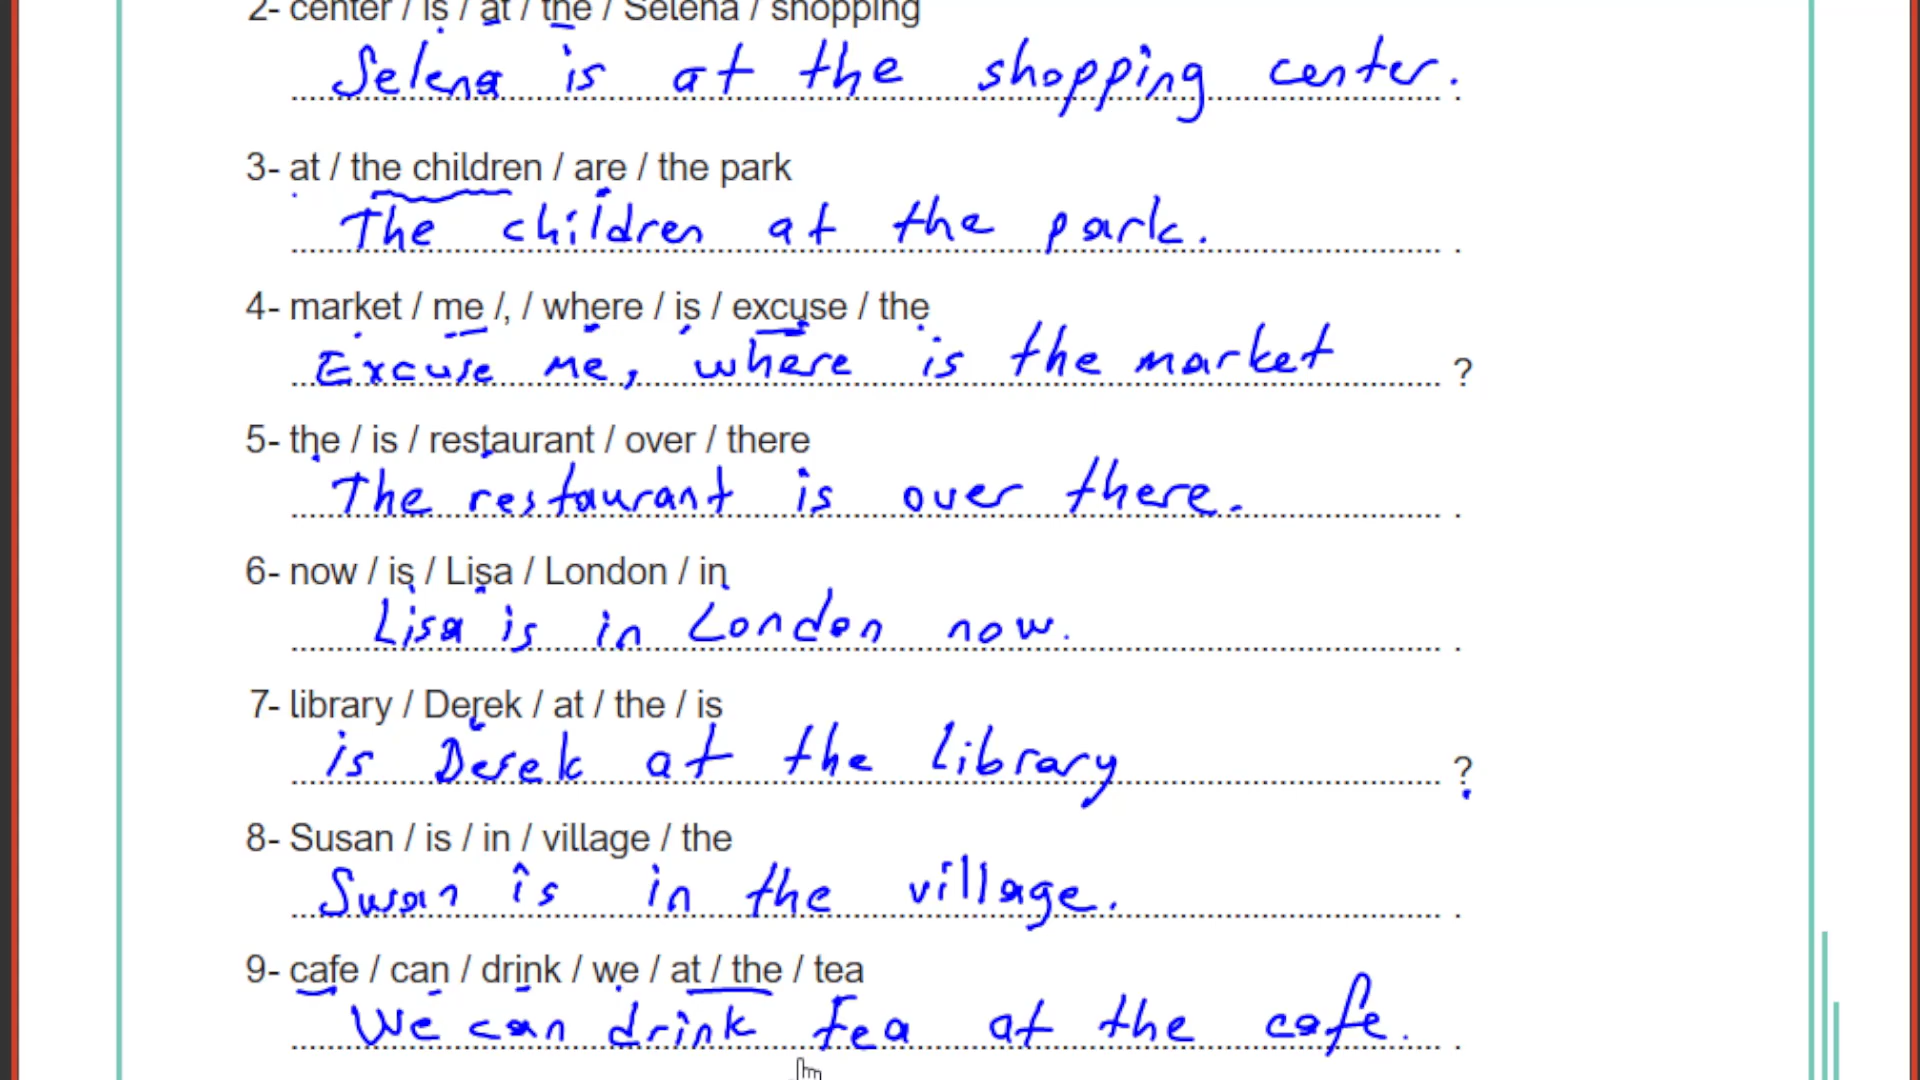 2- center / is / at / the / Selena / shopping
Selena is at the shopping center. .
3- at / the children / are / the park
The children at the park. .
4- market / me /, / where / is / excuse / the
Excuse me, where is the market ?
5- the / is / restaurant / over / there
The restaurant is over there. .
6- now / is / Lisa / London / in
Lisa is in London now. .
7- library / Derek / at / the / is
is Derek at the library ?
8- Susan / is / in / village / the
Susan is in the village. .
9- cafe / can / drink / we / at / the / tea
We can drink tea at the cafe. .